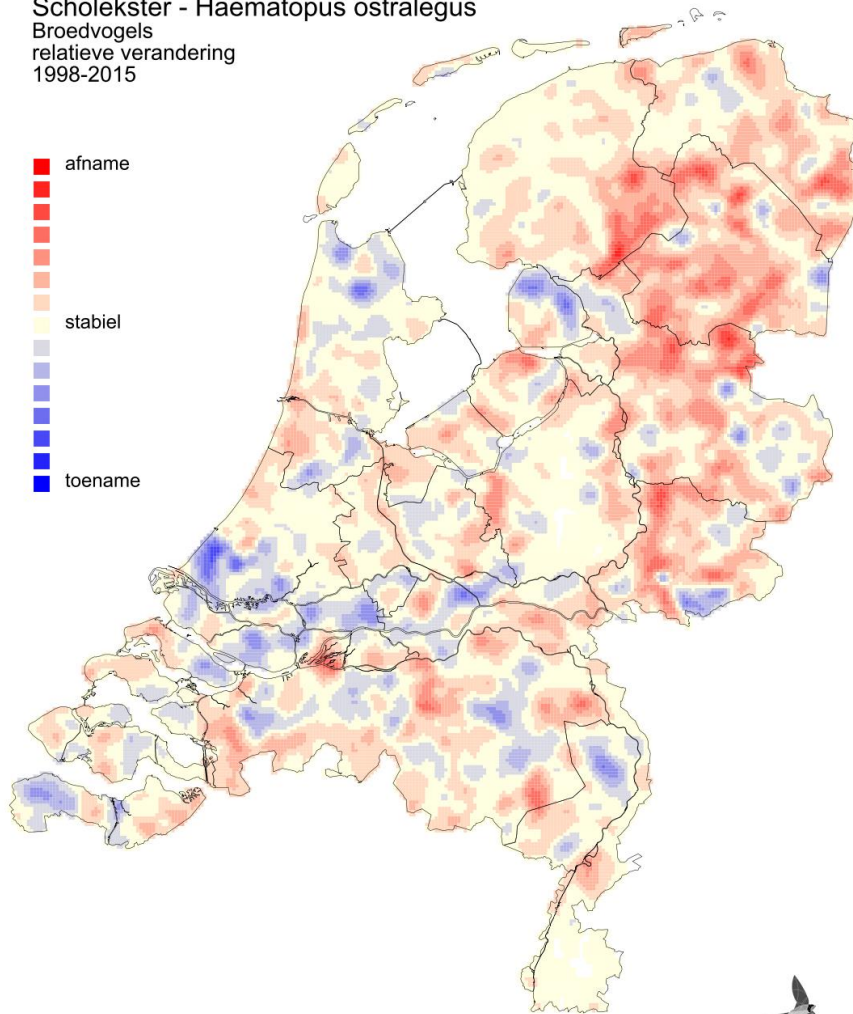 Scholekster - Haematopus ostralegus
Broedvogels
relatieve verandering
1998-2015
afname
stabiel
toename